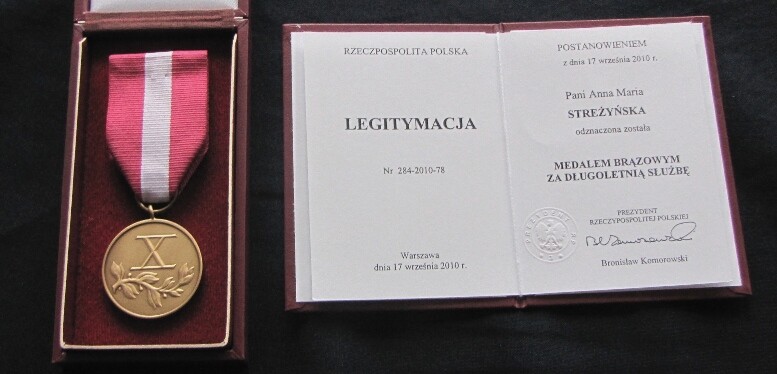 X
RZECZPOSPOLITA POLSKA
LEGITYMACJA
Nr 284-2010-78
Warszawa
dnia 17 września 2010 r.
POSTANOWIENIEM
z dnia 17 września 2010 r.
Pani Anna Maria
STREŻYŃSKA
odznaczona została
MEDALEM BRĄZOWYM
ZA DŁUGOLETNIĄ SŁUŻBĘ
PREZYDENT
RZECZYPOSPOLITEJ POLSKIEJ
Bronisław Komorowski